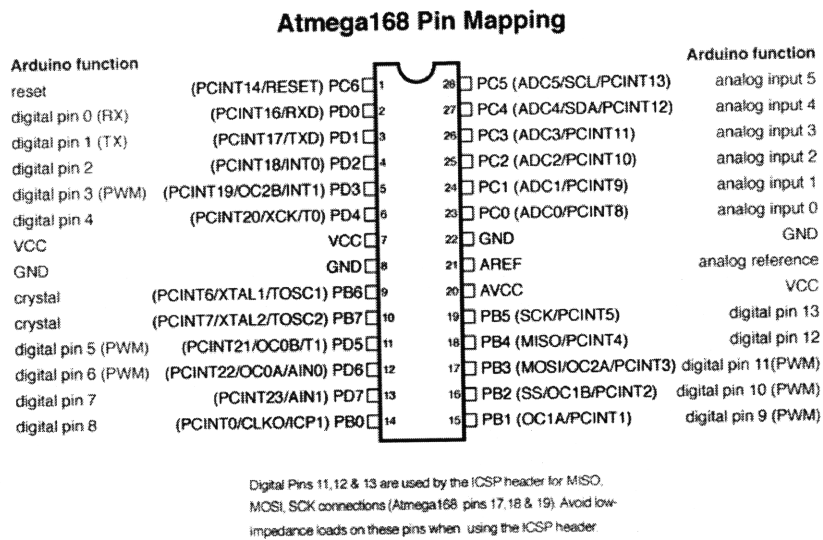 Atmega168 Pin Mapping
Arduino function
Arduino function
reset (PCINT14/RESET) PC6 1 28 PC5 (ADC5/SCL/PCINT13) analog input 5
digital pin 0 (RX) (PCINT16/RXD) PD0 2 27 PC4 (ADC4/SDA/PCINT12) analog input 4
digital pin 1 (TX) (PCINT17/TXD) PD1 3 26 PC3 (ADC3/PCINT11) analog input 3
digital pin 2 (PCINT18/INT0) PD2 4 25 PC2 (ADC2/PCINT10) analog input 2
digital pin 3 (PWM) (PCINT19/OC2B/INT1) PD3 5 24 PC1 (ADC1/PCINT9) analog input 1
digital pin 4 (PCINT20/XCK/T0) PD4 6 23 PC0 (ADC0/PCINT8) analog input 0
VCC VCC 7 22 GND GND
GND GND 8 21 AREF analog reference
crystal (PCINT6/XTAL1/TOSC1) PB6 9 20 AVCC VCC
crystal (PCINT7/XTAL2/TOSC2) PB7 10 19 PB5 (SCK/PCINT5) digital pin 13
digital pin 5 (PWM) (PCINT21/OC0B/T1) PD5 11 18 PB4 (MISO/PCINT4) digital pin 12
digital pin 6 (PWM) (PCINT22/OC0A/AIN0) PD6 12 17 PB3 (MOSI/OC2A/PCINT3) digital pin 11(PWM)
digital pin 7 (PCINT23/AIN1) PD7 13 16 PB2 (SS/OC1B/PCINT2) digital pin 10 (PWM)
digital pin 8 (PCINT0/CLKO/ICP1) PB0 14 15 PB1 (OC1A/PCINT1) digital pin 9 (PWM)
Digital Pins 11,12 & 13 are used by the ICSP header for MISO,
MOSI, SCK connections (Atmega168 pins 17,18 & 19). Avoid low-
impedance loads on these pins when using the ICSP header.